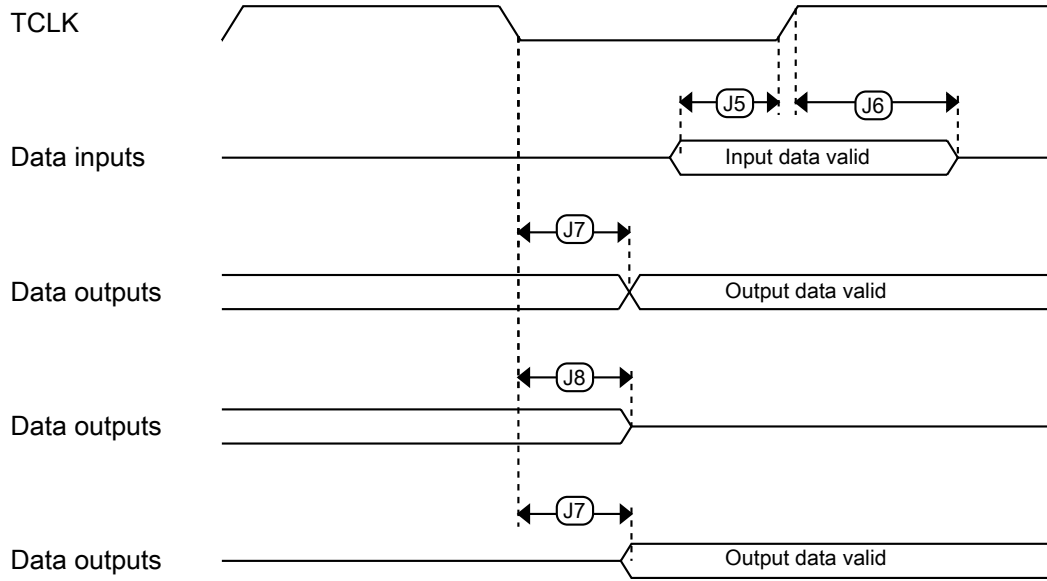 TCLK
J5
J6
Data inputs
Input data valid
J7
Data outputs
Output data valid
J8
Data outputs
J7
Data outputs
Output data valid